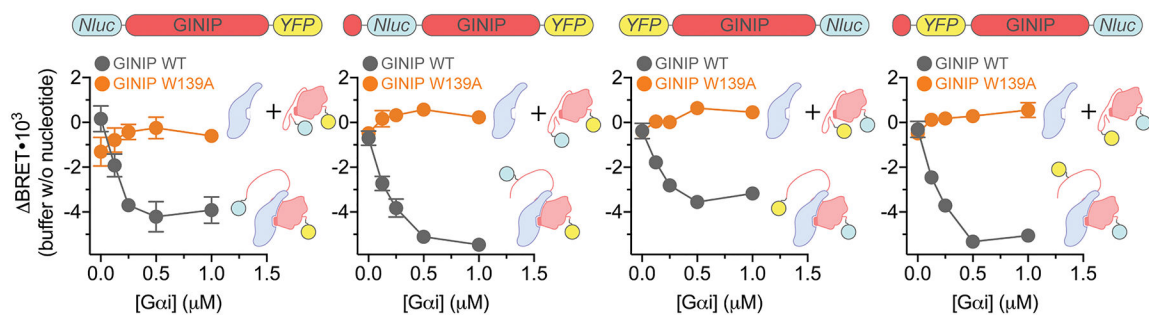 Nluc GINIP YFP
Nluc GINIP YFP
YFP GINIP Nluc
YFP GINIP Nluc
GINIP WT
GINIP W139A
GINIP WT
GINIP W139A
GINIP WT
GINIP W139A
GINIP WT
GINIP W139A
ΔBRET•10³
(buffer w/o nucleotide)
2
0
-2
-4
0.0 0.5 1.0 1.5
[Gαi] (μM)
2
0
-2
-4
0.0 0.5 1.0 1.5
[Gαi] (μM)
2
0
-2
-4
0.0 0.5 1.0 1.5
[Gαi] (μM)
2
0
-2
-4
0.0 0.5 1.0 1.5
[Gαi] (μM)
+
+
+
+